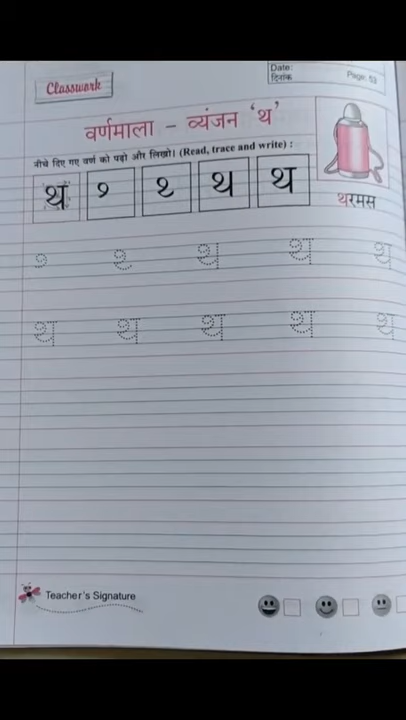 Classwork
Date:
दिनांक
Page: 53
वर्णमाला – व्यंजन ‘थ’
नीचे दिए गए वर्ण को पढ़ो और लिखो। (Read, trace and write) :
थ थ थ
थरमस
थ थ थ
थ थ थ थ थ
Teacher's Signature